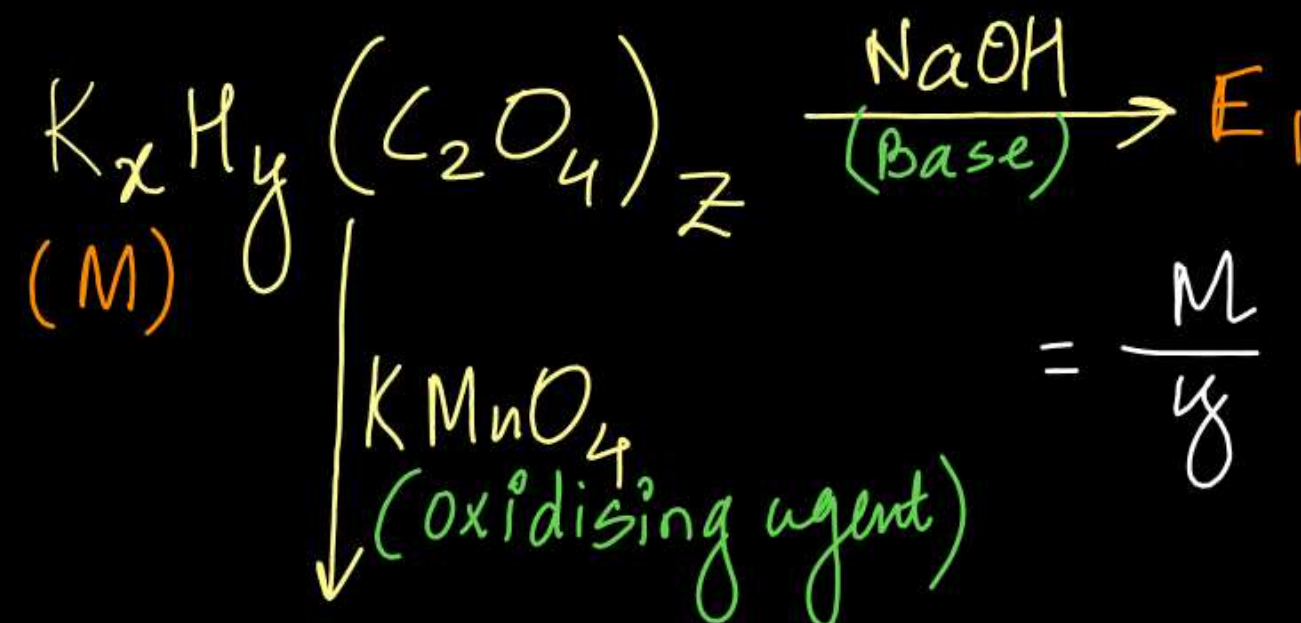 KxHy(C2O4)Z NaOH E
(Base)
(M)
= M/y
KMnO4
(oxidising agent)